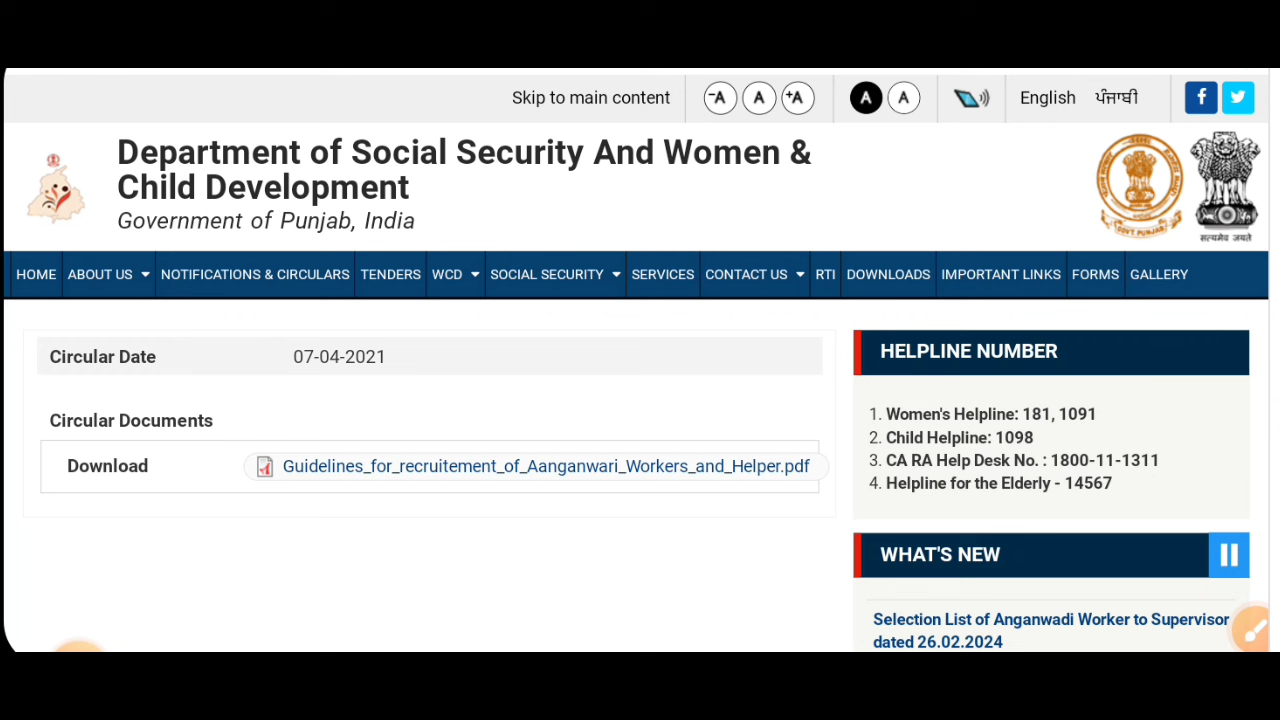 Skip to main content
-A A +A
A A
English ਪੰਜਾਬੀ
Department of Social Security And Women &
Child Development
Government of Punjab, India
सत्यमेव जयते
HOME ABOUT US NOTIFICATIONS & CIRCULARS TENDERS WCD SOCIAL SECURITY SERVICES CONTACT US RTI DOWNLOADS IMPORTANT LINKS FORMS GALLERY
Circular Date 07-04-2021
Circular Documents
Download Guidelines_for_recruitement_of_Aanganwari_Workers_and_Helper.pdf
HELPLINE NUMBER
1. Women's Helpline: 181, 1091
2. Child Helpline: 1098
3. CA RA Help Desk No. : 1800-11-1311
4. Helpline for the Elderly - 14567
WHAT'S NEW
Selection List of Anganwadi Worker to Supervisor
dated 26.02.2024